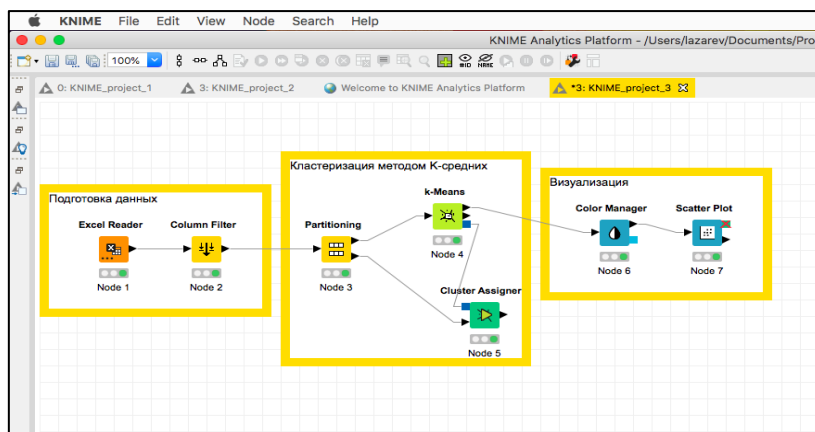 KNIME File Edit View Node Search Help
KNIME Analytics Platform - /Users/lazarev/Documents/Pro
100%
0: KNIME_project_1 3: KNIME_project_2 Welcome to KNIME Analytics Platform *3: KNIME_project_3
Подготовка данных
Excel Reader
Node 1
Column Filter
Node 2
Кластеризация методом К-средних
Partitioning
Node 3
k-Means
Node 4
Cluster Assigner
Node 5
Визуализация
Color Manager
Node 6
Scatter Plot
Node 7